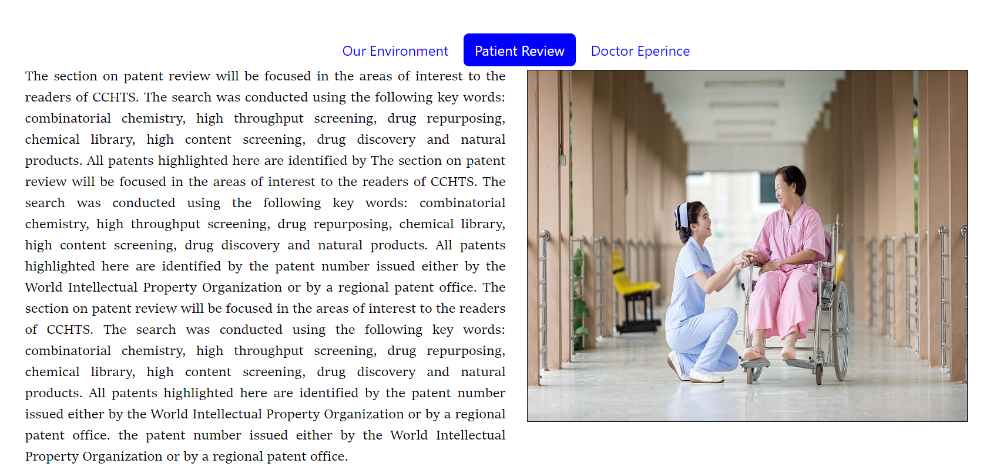 Our Environment Patient Review Doctor Eperince
The section on patent review will be focused in the areas of interest to the
readers of CCHTS. The search was conducted using the following key words:
combinatorial chemistry, high throughput screening, drug repurposing,
chemical library, high content screening, drug discovery and natural
products. All patents highlighted here are identified by The section on patent
review will be focused in the areas of interest to the readers of CCHTS. The
search was conducted using the following key words: combinatorial
chemistry, high throughput screening, drug repurposing, chemical library,
high content screening, drug discovery and natural products. All patents
highlighted here are identified by the patent number issued either by the
World Intellectual Property Organization or by a regional patent office. The
section on patent review will be focused in the areas of interest to the readers
of CCHTS. The search was conducted using the following key words:
combinatorial chemistry, high throughput screening, drug repurposing,
chemical library, high content screening, drug discovery and natural
products. All patents highlighted here are identified by the patent number
issued either by the World Intellectual Property Organization or by a regional
patent office. the patent number issued either by the World Intellectual
Property Organization or by a regional patent office.